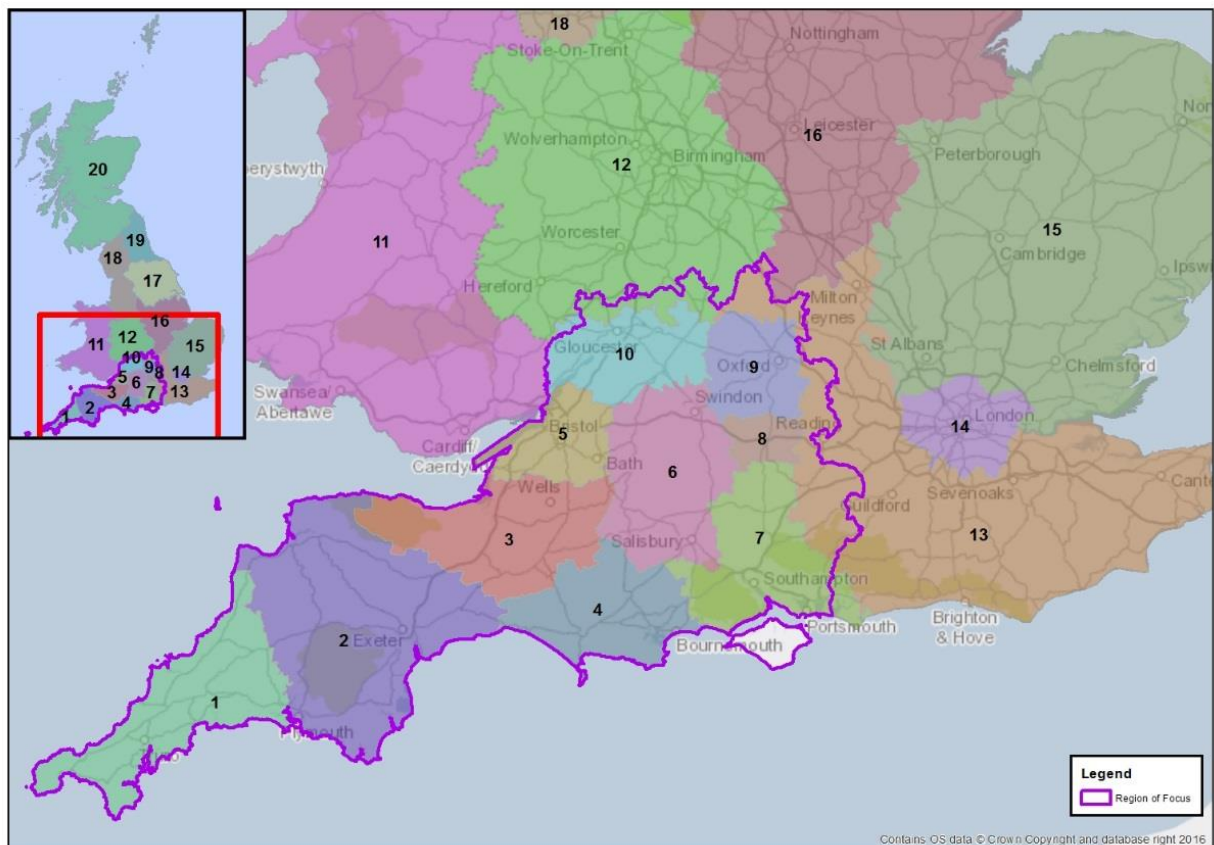 20
19
18
17
16
12
11
15
10
9
8
14
5
6
3
7
13
4
2
1
18
Stoke-On-Trent
Nottingham
Leicester
16
Wolverhampton
12
Birmingham
Peterborough
erystwyth
15
Cambridge
11
Worcester
Ipsw
Hereford
Milton
Keynes
Gloucester
10
Oxford
9
St Albans
Chelmsford
Swansea/
Abertawe
Swindon
London
14
Bristol
5
Reading
8
Cardiff/
Bath
6
Wells
Guildford
Sevenoaks
Cante
3
Salisbury
7
13
4
Southampton
Portsmouth
Brighton
& Hove
2
Exeter
Bournemouth
1
Plymouth
Legend
Region of Focus
Contains OS data © Crown Copyright and database right 2016